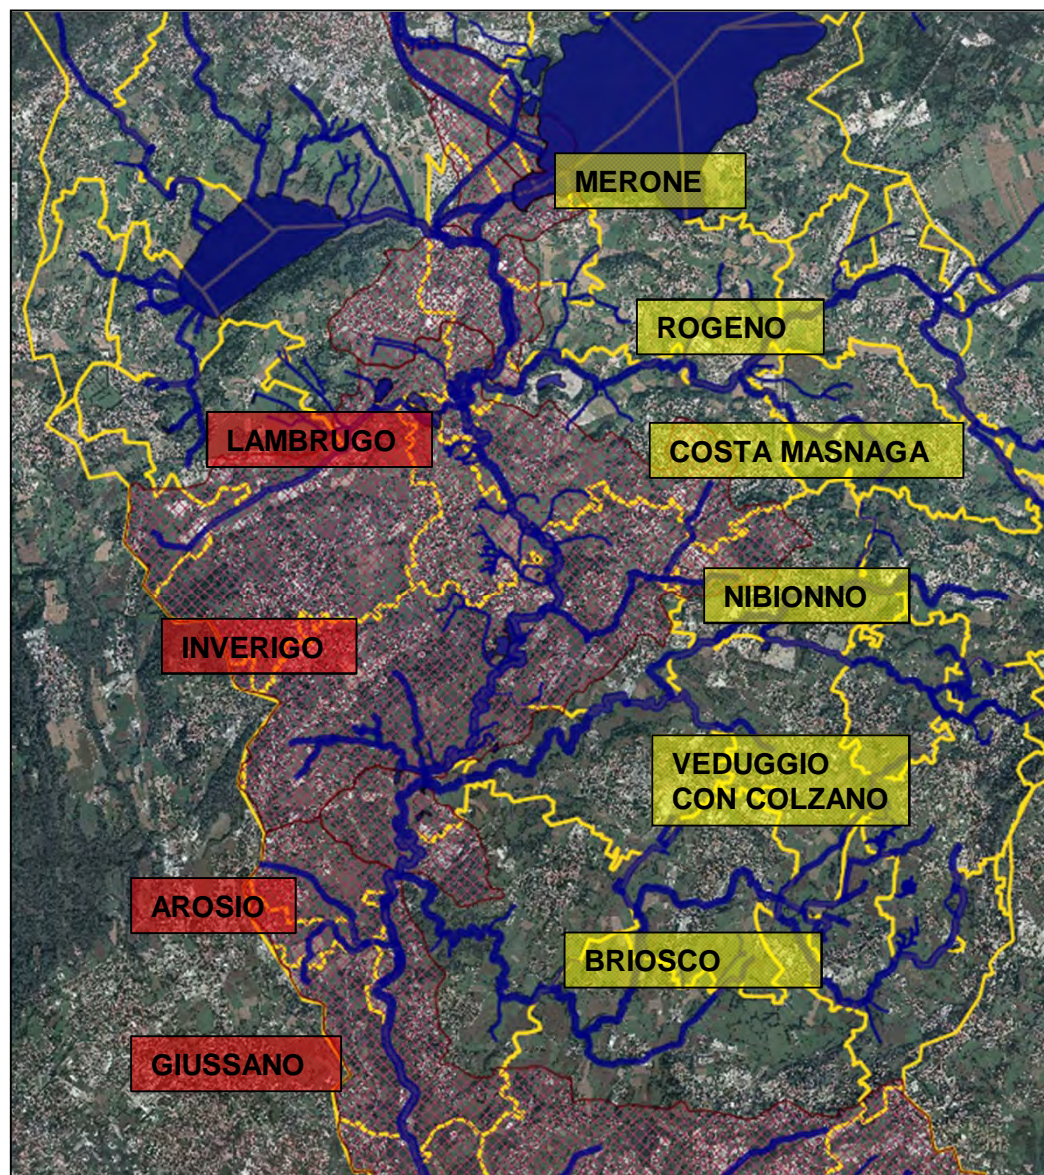 MERONE
ROGENO
LAMBRUGO
COSTA MASNAGA
NIBIONNO
INVERIGO
VEDUGGIO
CON COLZANO
AROSIO
BRIOSCO
GIUSSANO